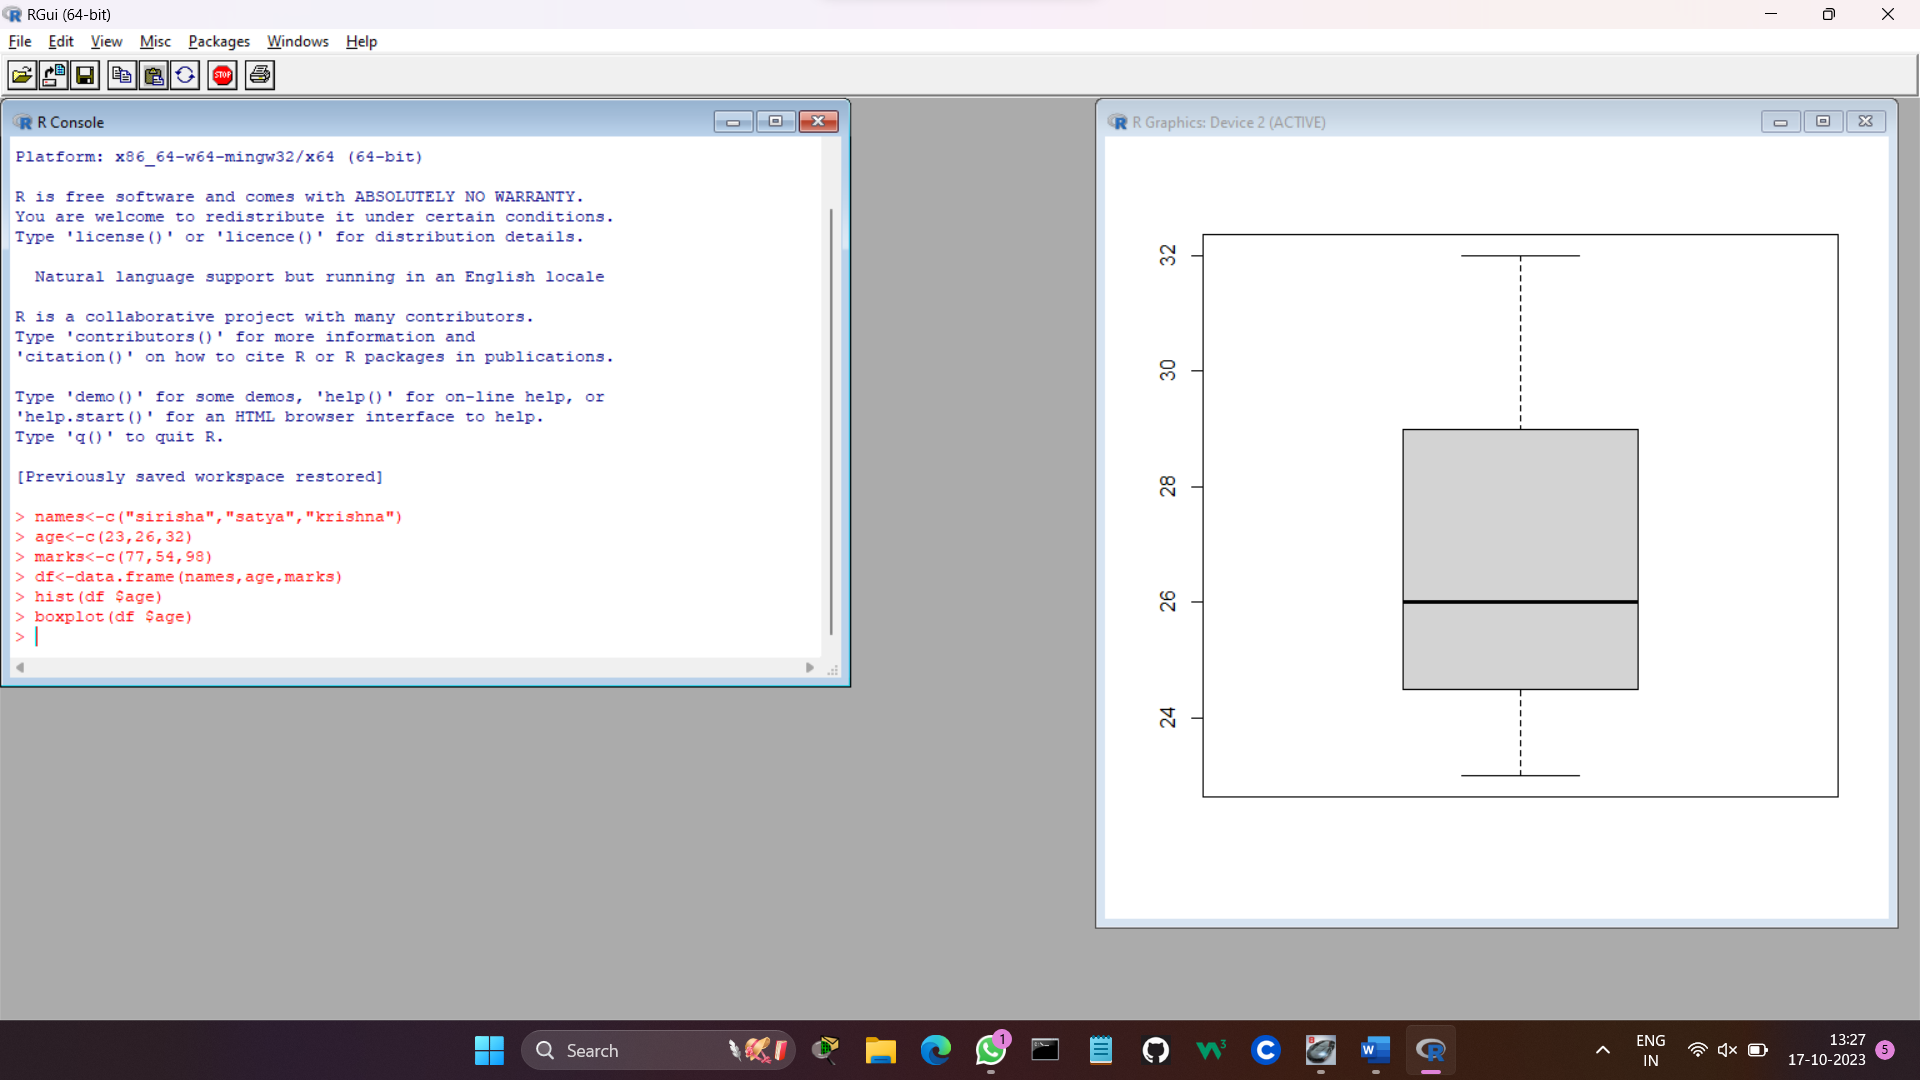 RGui (64-bit)
File Edit View Misc Packages Windows Help
STOP
R Console
Platform: x86_64-w64-mingw32/x64 (64-bit)
R is free software and comes with ABSOLUTELY NO WARRANTY.
You are welcome to redistribute it under certain conditions.
Type 'license()' or 'licence()' for distribution details.
Natural language support but running in an English locale
R is a collaborative project with many contributors.
Type 'contributors()' for more information and
'citation()' on how to cite R or R packages in publications.
Type 'demo()' for some demos, 'help()' for on-line help, or
'help.start()' for an HTML browser interface to help.
Type 'q()' to quit R.
[Previously saved workspace restored]
> names<-c("sirisha","satya","krishna")
> age<-c(23,26,32)
> marks<-c(77,54,98)
> df<-data.frame(names,age,marks)
> hist(df $age)
> boxplot(df $age)
>
R Graphics: Device 2 (ACTIVE)
32
30
28
26
24
Search
1
ENG
IN
13:27
17-10-2023
5